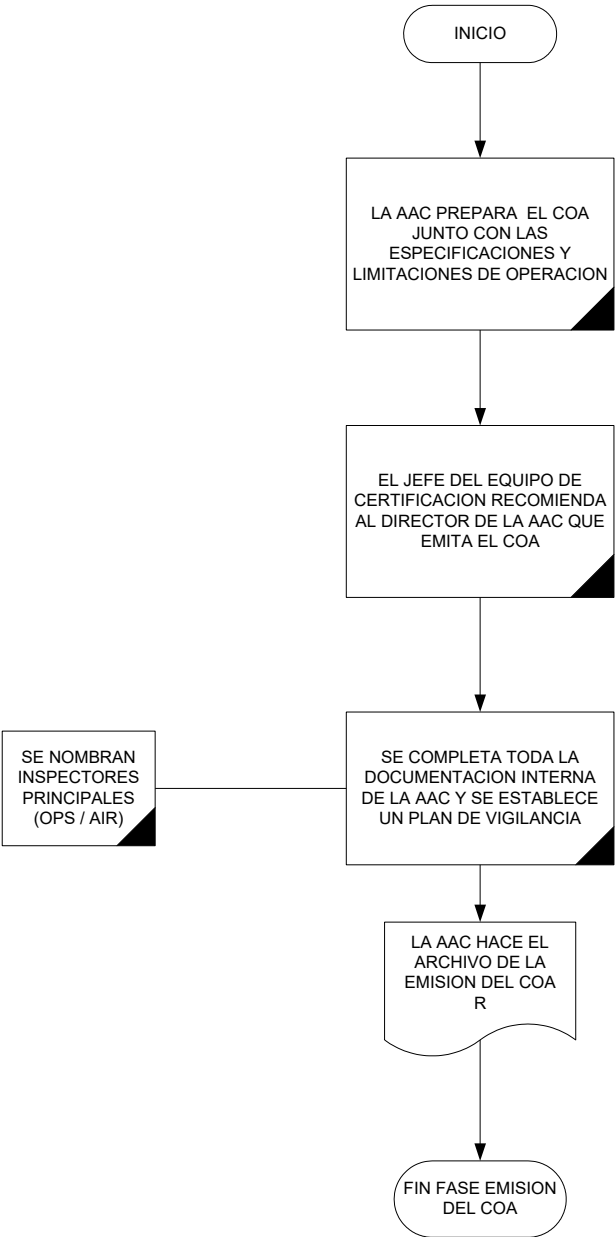 INICIO
LA AAC PREPARA EL COA
JUNTO CON LAS
ESPECIFICACIONES Y
LIMITACIONES DE OPERACION
EL JEFE DEL EQUIPO DE
CERTIFICACION RECOMIENDA
AL DIRECTOR DE LA AAC QUE
EMITA EL COA
SE NOMBRAN
INSPECTORES
PRINCIPALES
(OPS / AIR)
SE COMPLETA TODA LA
DOCUMENTACION INTERNA
DE LA AAC Y SE ESTABLECE
UN PLAN DE VIGILANCIA
LA AAC HACE EL
ARCHIVO DE LA
EMISION DEL COA
R
FIN FASE EMISION
DEL COA